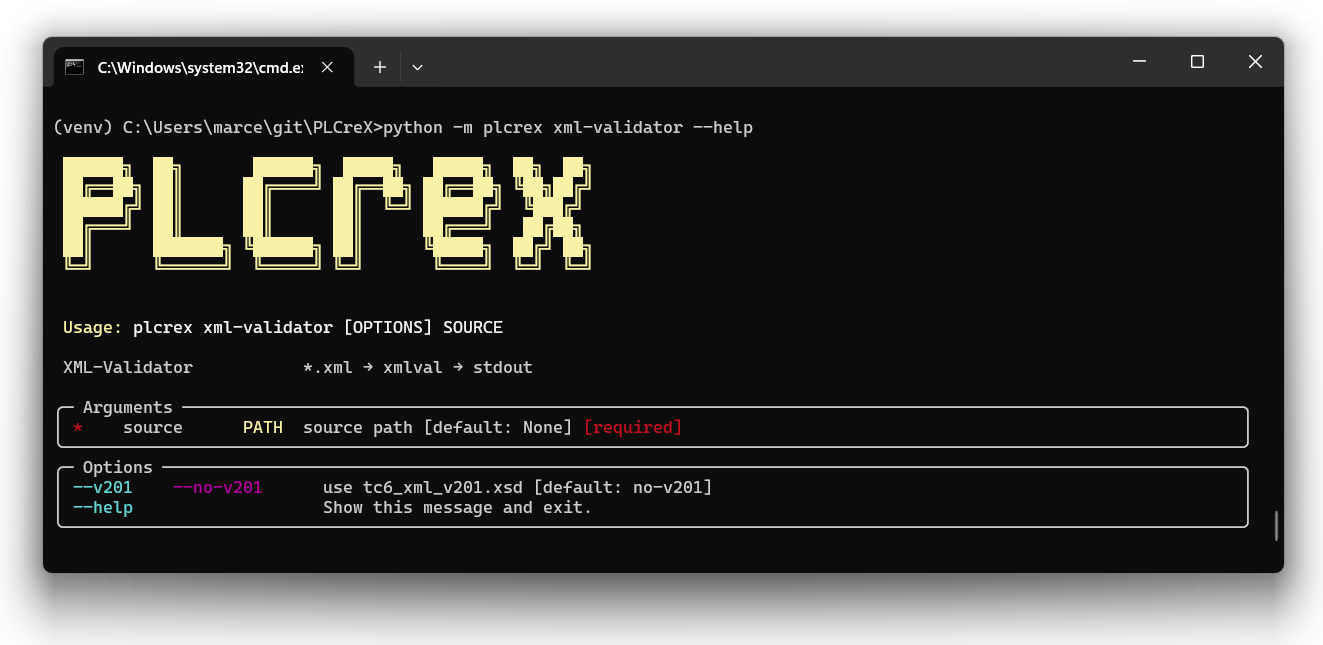 C:\Windows\system32\cmd.e
(venv) C:\Users\marce\git\PLCreX>python -m plcrex xml-validator --help
PLCreX
Usage: plcrex xml-validator [OPTIONS] SOURCE
XML-Validator *.xml → xmlval → stdout
Arguments
* source PATH source path [default: None] [required]
Options
--v201 --no-v201 use tc6_xml_v201.xsd [default: no-v201]
--help Show this message and exit.